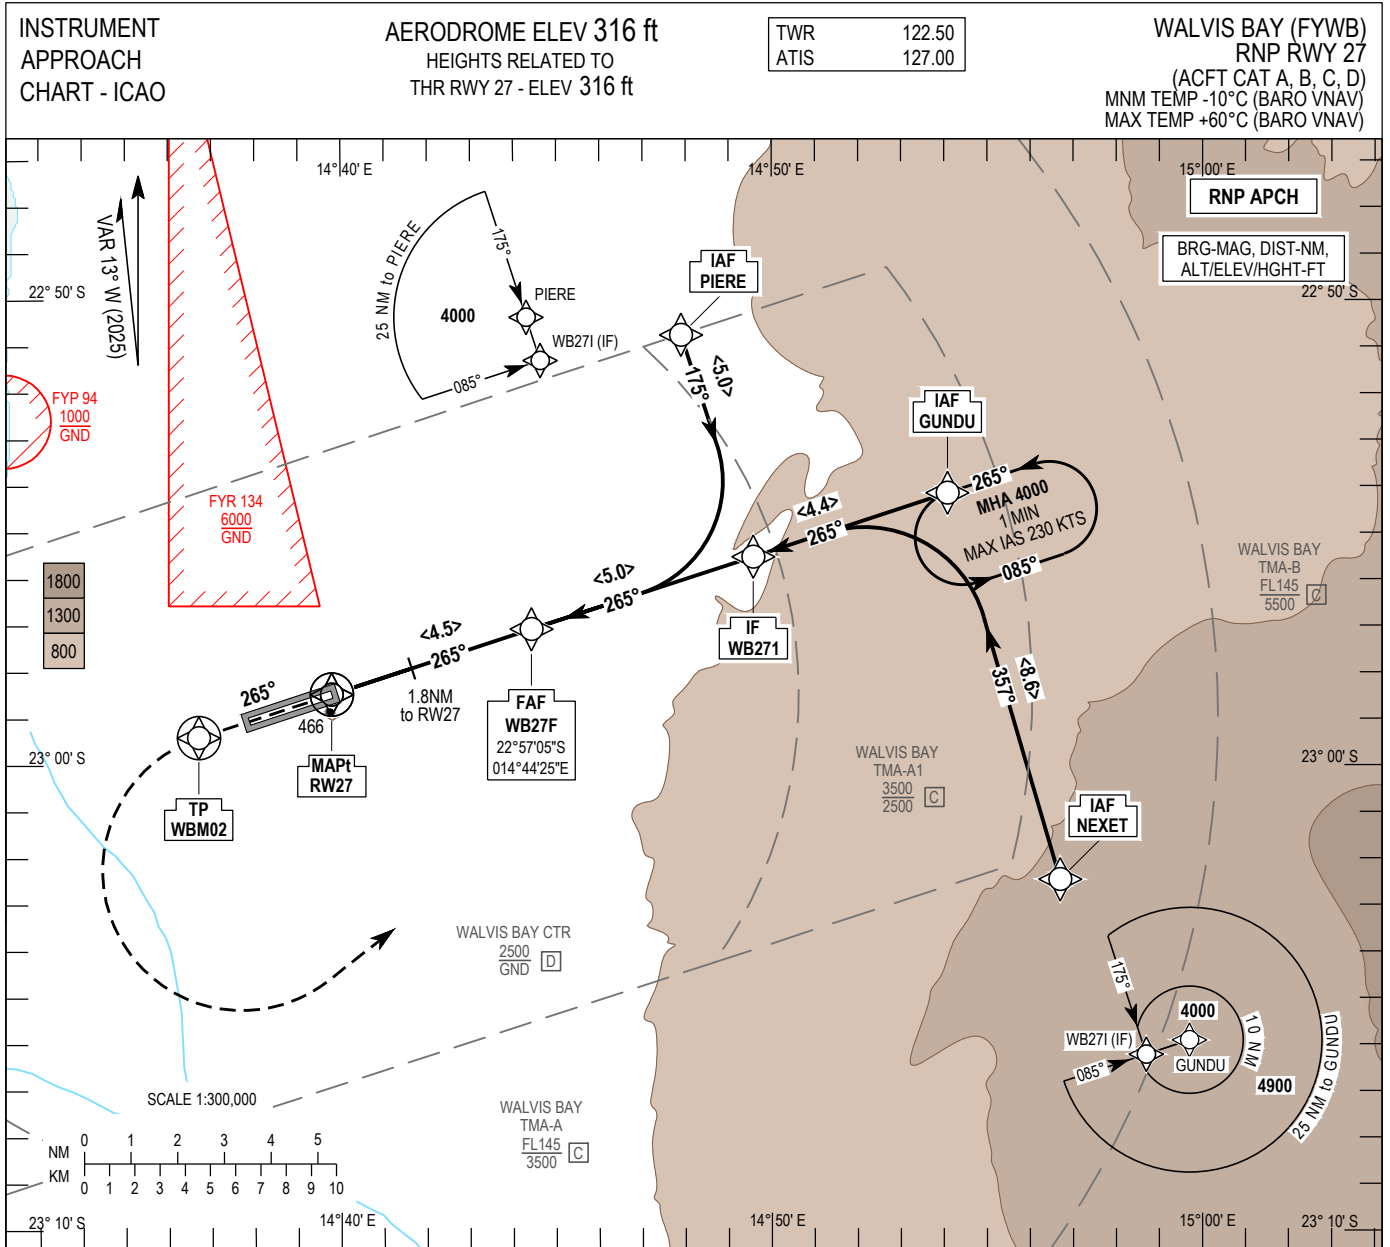 INSTRUMENT
APPROACH
CHART - ICAO
AERODROME ELEV 316 ft
HEIGHTS RELATED TO
THR RWY 27 - ELEV 316 ft
TWR 122.50
ATIS 127.00
WALVIS BAY (FYWB)
RNP RWY 27
(ACFT CAT A, B, C, D)
MNM TEMP -10°C (BARO VNAV)
MAX TEMP +60°C (BARO VNAV)
14°40' E
14°50' E
15°00' E
RNP APCH
BRG-MAG, DIST-NM,
ALT/ELEV/HGHT-FT
VAR 13° W (2025)
22° 50' S
22° 50' S
25 NM to PIERE
175°
4000
PIERE
WB27I (IF)
085°
IAF
PIERE
<5.0>
175°
FYP 94
1000
GND
FYR 134
6000
GND
IAF
GUNDU
265°
MHA 4000
1 MIN
MAX IAS 230 KTS
085°
<4.4>
265°
WALVIS BAY
TMA-B
FL145
5500
C
1800
1300
800
<5.0>
265°
IF
WB271
<4.5>
265°
<8.6>
357°
265°
466
1.8NM
to RW27
FAF
WB27F
22°57'05"S
014°44'25"E
MAPt
RW27
TP
WBM02
23° 00' S
23° 00' S
WALVIS BAY
TMA-A1
3500
2500
C
IAF
NEXET
WALVIS BAY CTR
2500
GND
D
175°
4000
WB27I (IF)
GUNDU
085°
10 NM
4900
25 NM to GUNDU
SCALE 1:300,000
NM 0 1 2 3 4 5
KM 0 1 2 3 4 5 6 7 8 9 10
WALVIS BAY
TMA-A
FL145
3500
C
23° 10' S
14°40' E
14°50' E
15°00' E
23° 10' S